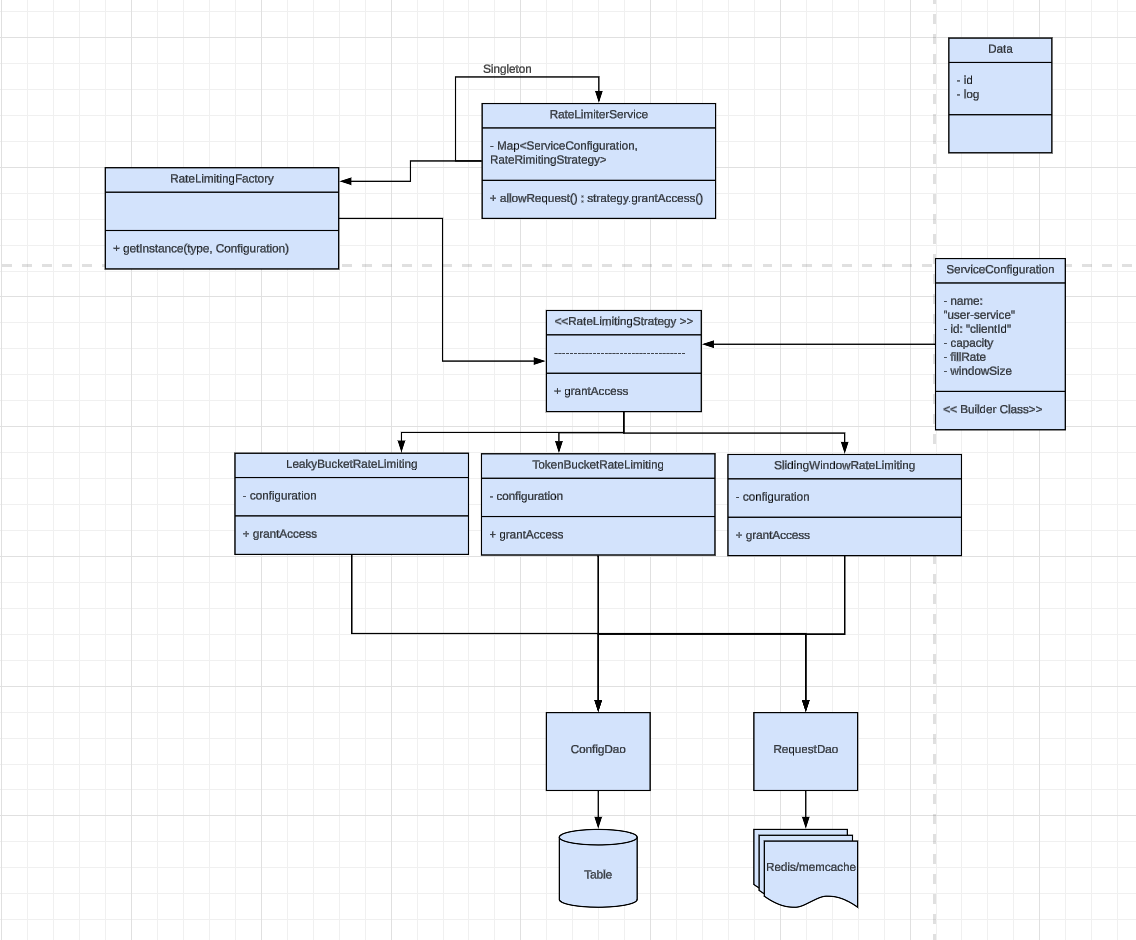 Singleton
RateLimiterService
- Map<ServiceConfiguration,
RateRimitingStrategy>
+ allowRequest() : strategy.grantAccess()
Data
- id
- log
RateLimitingFactory
+ getInstance(type, Configuration)
ServiceConfiguration
- name:
"user-service"
- id: "clientId"
- capacity
- fillRate
- windowSize
<< Builder Class>>
<<RateLimitingStrategy >>
----------------------------------
+ grantAccess
LeakyBucketRateLimiting
- configuration
+ grantAccess
TokenBucketRateLimiting
- configuration
+ grantAccess
SlidingWindowRateLimiting
- configuration
+ grantAccess
ConfigDao
RequestDao
Table
Redis/memcache